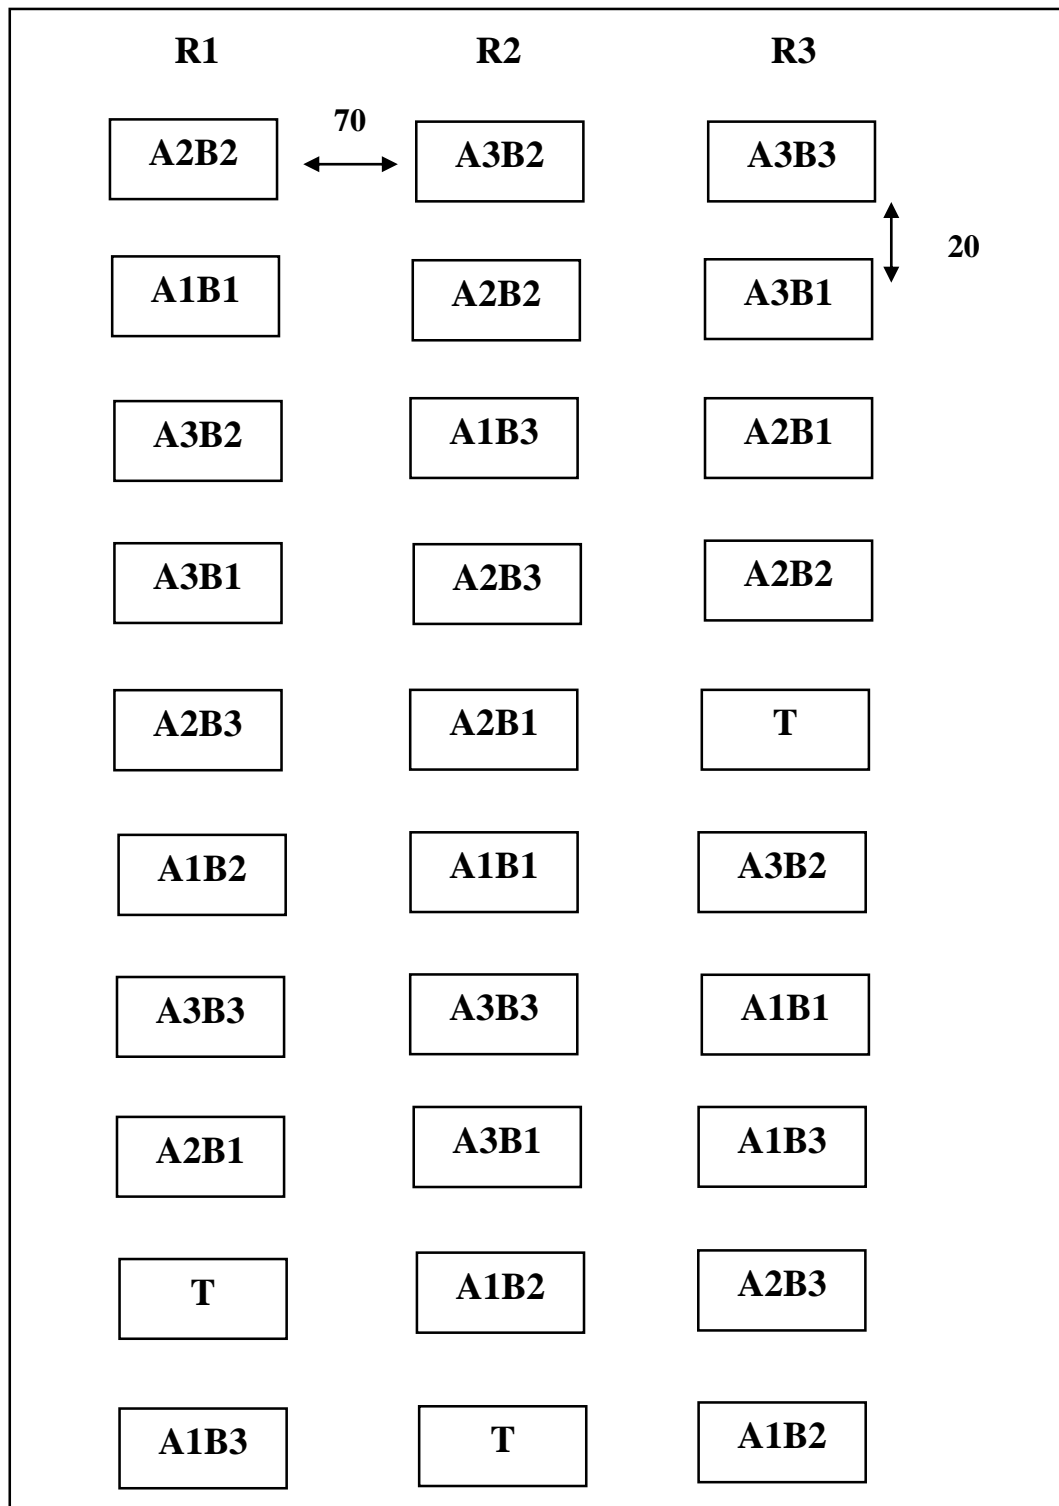 R1 R2 R3
70
A2B2 A3B2 A3B3
20
A1B1 A2B2 A3B1
A3B2 A1B3 A2B1
A3B1 A2B3 A2B2
A2B3 A2B1 T
A1B2 A1B1 A3B2
A3B3 A3B3 A1B1
A2B1 A3B1 A1B3
T A1B2 A2B3
A1B3 T A1B2